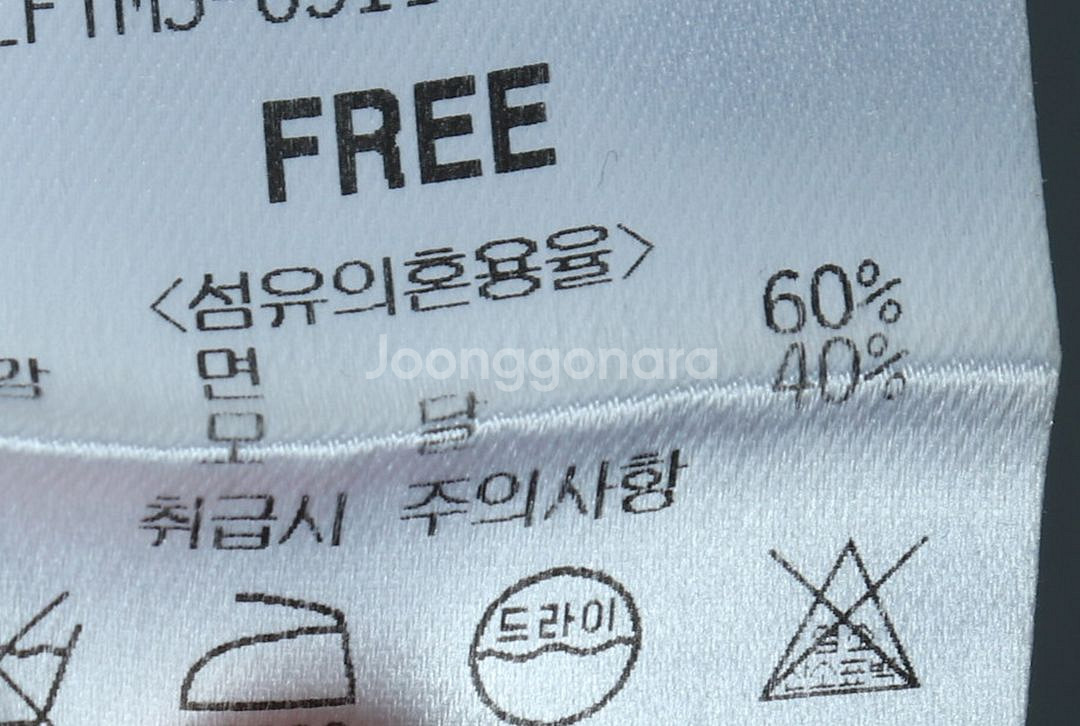 FREE
<섬유의혼용율>
면 60%
모 달 40%
Joonggonara
취급시 주의사항
드라이